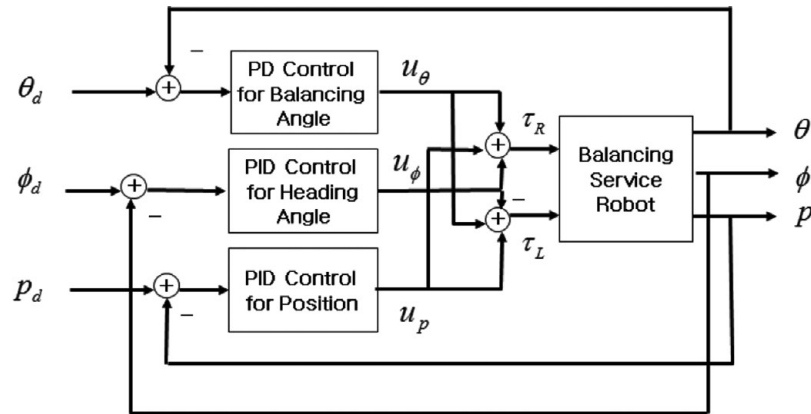 θ_d
+
−
PD Control
for Balancing
Angle
u_θ
ϕ_d
+
−
PID Control
for Heading
Angle
u_ϕ
p_d
+
−
PID Control
for Position
u_p
+
τ_R
−
+
τ_L
Balancing
Service
Robot
θ
ϕ
p